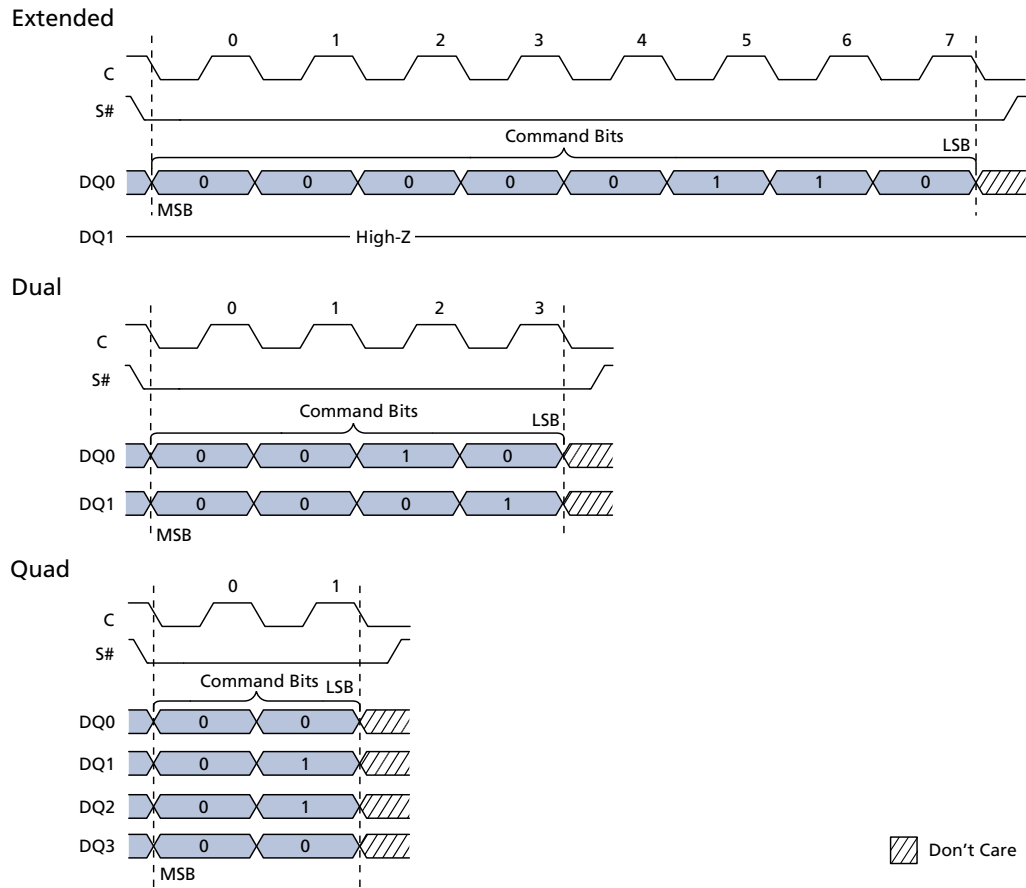 Extended
0 1 2 3 4 5 6 7
C
S#
Command Bits LSB
DQ0 0 0 0 0 0 1 1 0
MSB
DQ1 High-Z
Dual
0 1 2 3
C
S#
Command Bits LSB
DQ0 0 0 1 0
DQ1 0 0 0 1
MSB
Quad
0 1
C
S#
Command Bits LSB
DQ0 0 0
DQ1 0 1
DQ2 0 1
DQ3 0 0
MSB
Don't Care